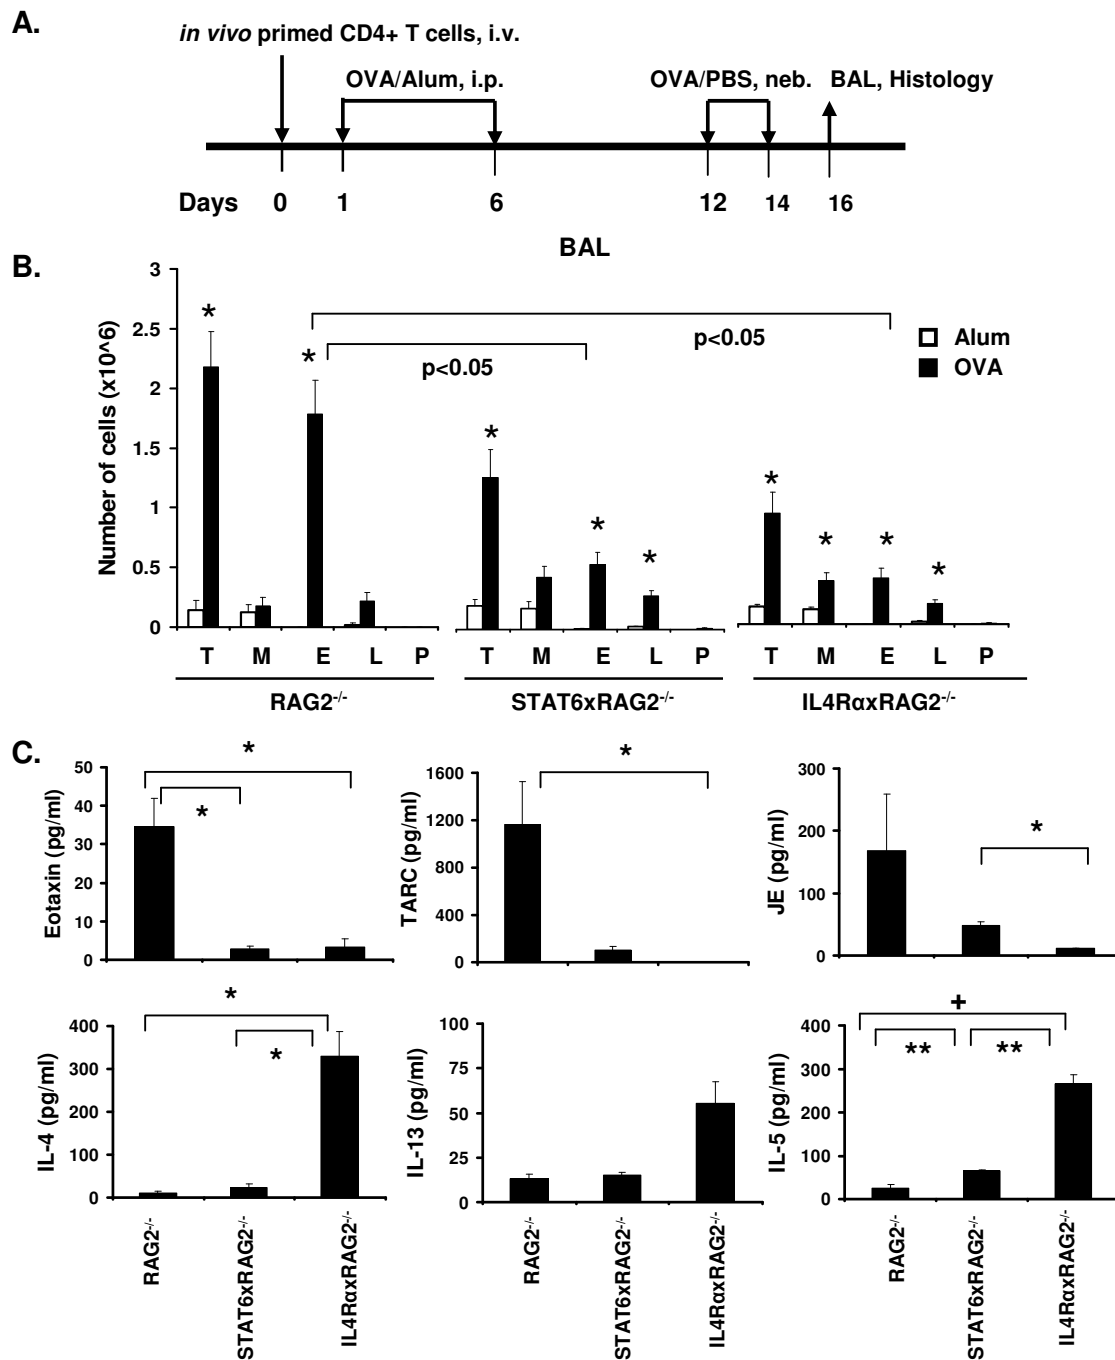 A.
in vivo primed CD4+ T cells, i.v.
OVA/Alum, i.p.
OVA/PBS, neb.
BAL, Histology
Days 0 1 6 12 14 16
B.
BAL
Number of cells (x10^6)
3
2.5
2
1.5
1
0.5
0
*
*
p<0.05
p<0.05
*
*
*
*
*
*
*
Alum
OVA
T M E L P
T M E L P
T M E L P
RAG2-/-
STAT6xRAG2-/-
IL4RαxRAG2-/-
C.
Eotaxin (pg/ml)
50
40
30
20
10
0
*
*
TARC (pg/ml)
1600
1200
800
400
0
*
JE (pg/ml)
300
200
100
0
*
IL-4 (pg/ml)
400
300
200
100
0
*
*
RAG2-/-
STAT6xRAG2-/-
IL4RαxRAG2-/-
IL-13 (pg/ml)
100
75
50
25
0
RAG2-/-
STAT6xRAG2-/-
IL4RαxRAG2-/-
IL-5 (pg/ml)
400
300
200
100
0
+
**
**
RAG2-/-
STAT6xRAG2-/-
IL4RαxRAG2-/-